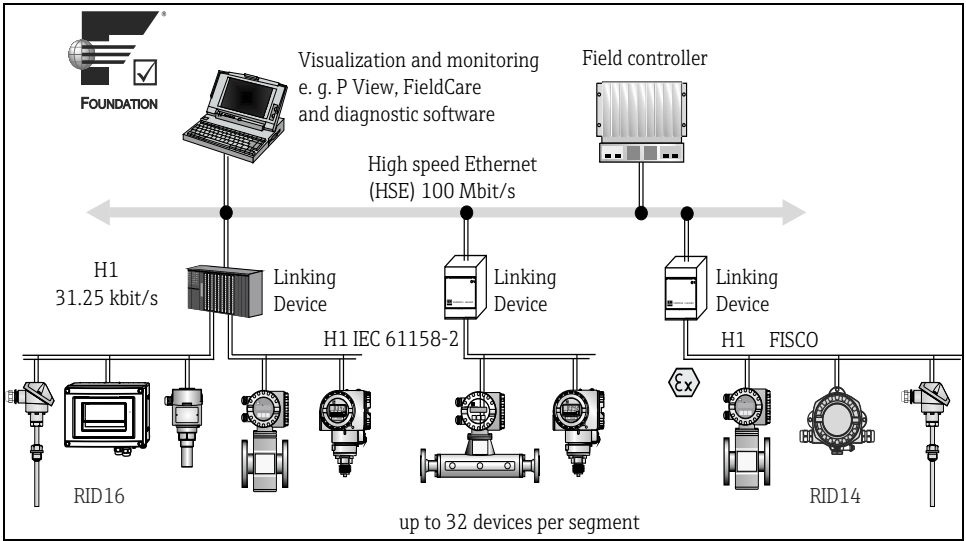 ®
FOUNDATION
Visualization and monitoring
e. g. P View, FieldCare
and diagnostic software
Field controller
High speed Ethernet
(HSE) 100 Mbit/s
H1
31.25 kbit/s
Linking
Device
Linking
Device
Linking
Device
H1 IEC 61158-2
H1 FISCO
εx
RID16
RID14
up to 32 devices per segment